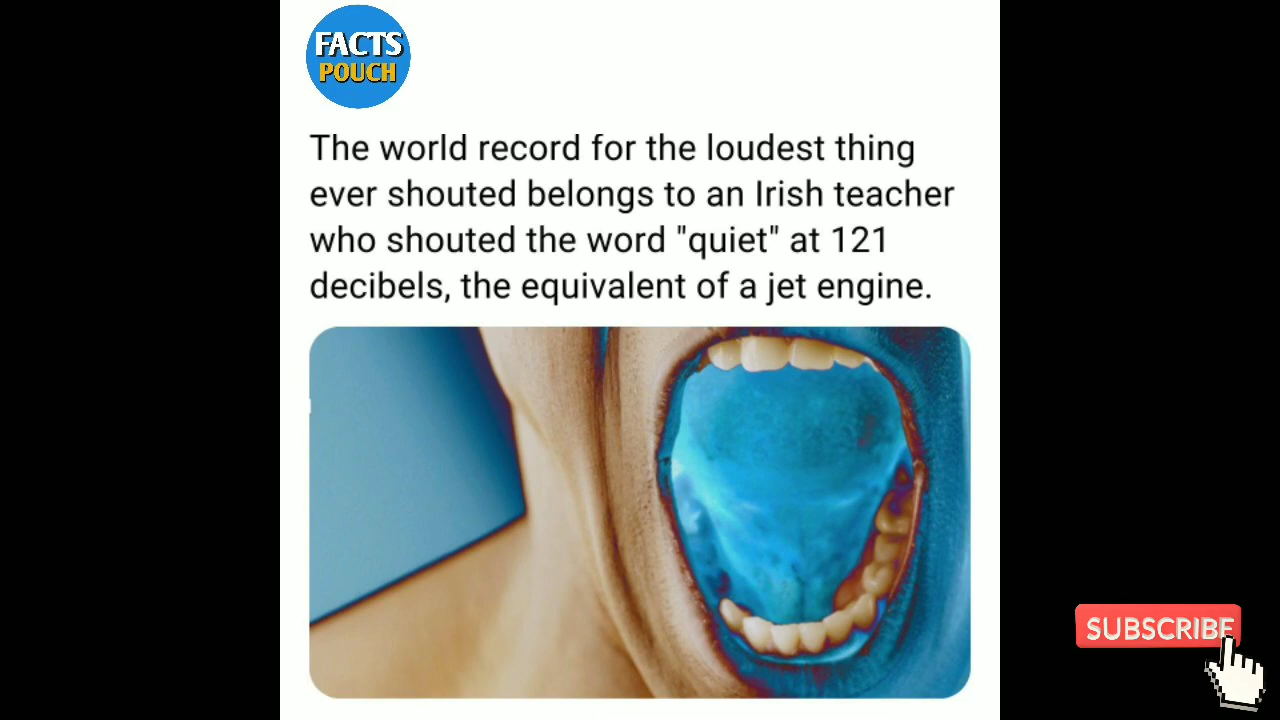 FACTS
POUCH
The world record for the loudest thing
ever shouted belongs to an Irish teacher
who shouted the word "quiet" at 121
decibels, the equivalent of a jet engine.
SUBSCRIBE